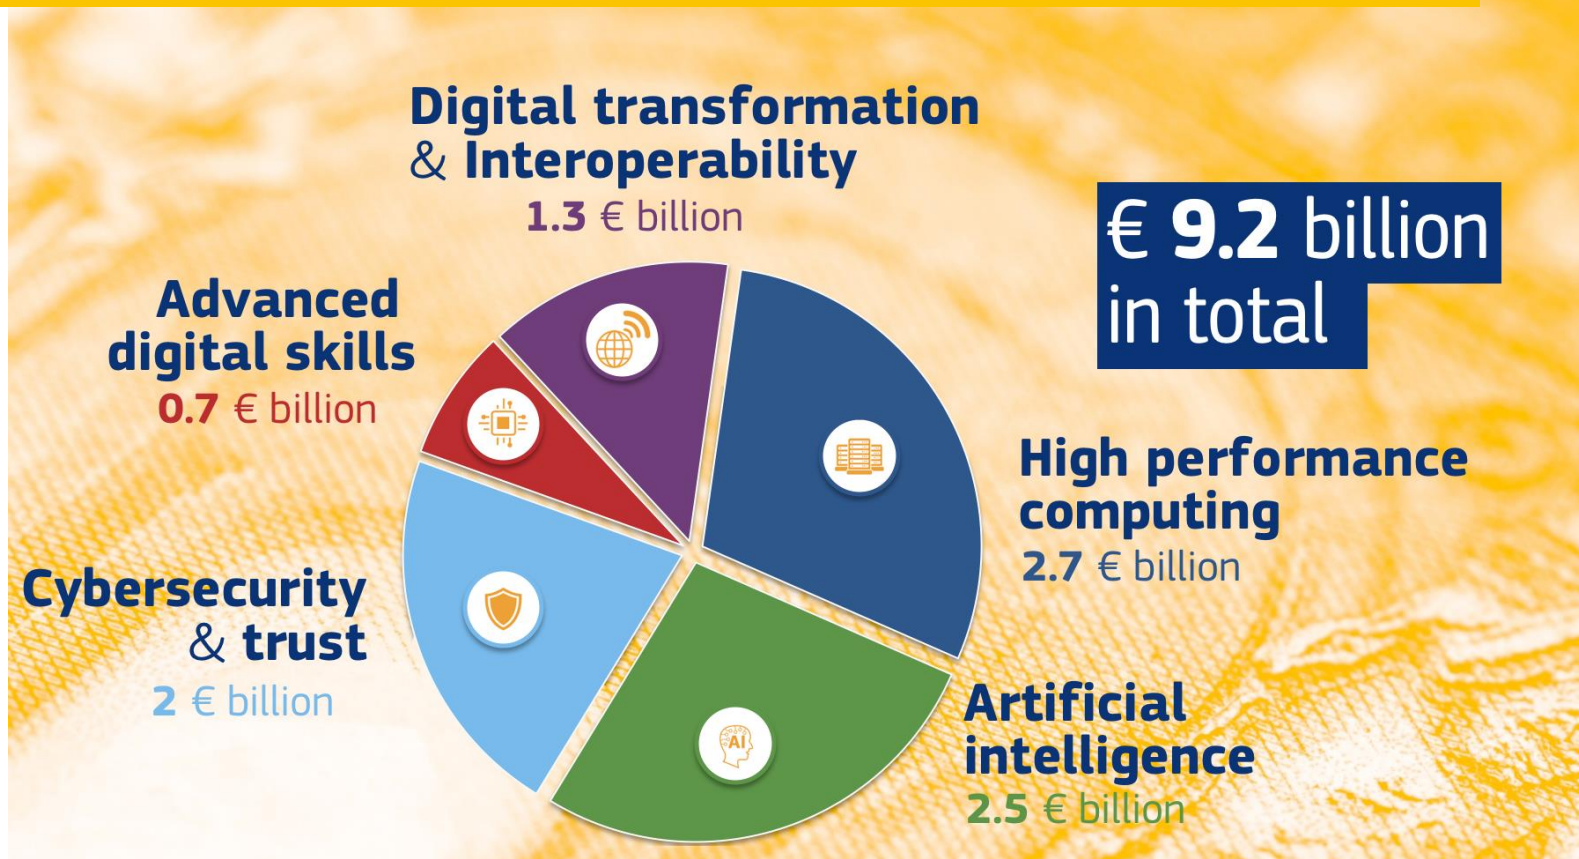 Digital transformation
& Interoperability
1.3 € billion
€ 9.2 billion
in total
Advanced
digital skills
0.7 € billion
High performance
computing
2.7 € billion
Cybersecurity
& trust
2 € billion
Artificial
intelligence
2.5 € billion
AI